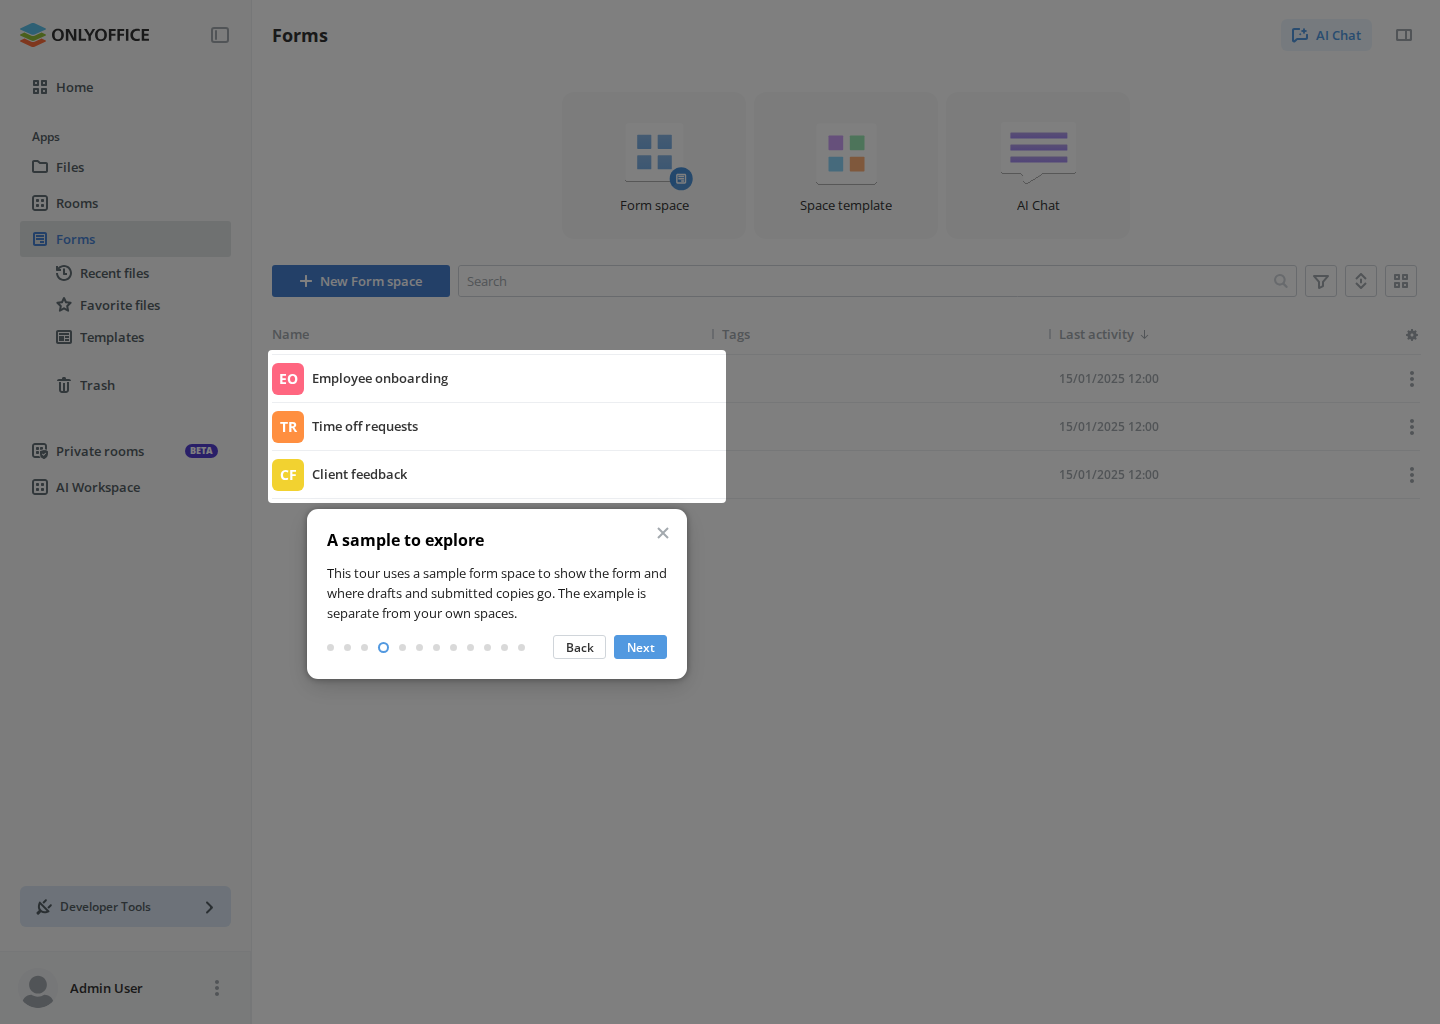 ONLYOFFICE
Forms
AI Chat
Home
Apps
Files
Rooms
Forms
Recent files
Favorite files
Templates
Trash
Private rooms
BETA
AI Workspace
Form space
Space template
AI Chat
New Form space
Search
Name
Tags
Last activity
EO
Employee onboarding
15/01/2025 12:00
TR
Time off requests
15/01/2025 12:00
CF
Client feedback
15/01/2025 12:00
A sample to explore
This tour uses a sample form space to show the form and
where drafts and submitted copies go. The example is
separate from your own spaces.
Back
Next
Developer Tools
Admin User